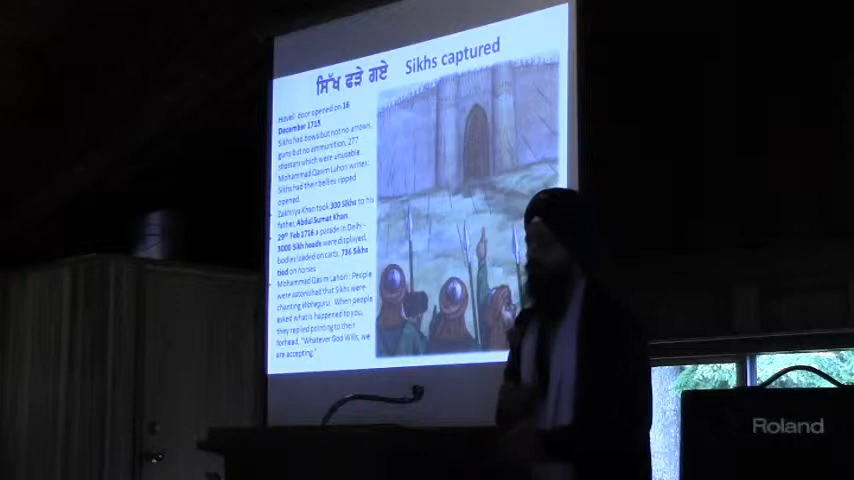 ਸਿੱਖ ਫੜੇ ਗਏ Sikhs captured
Haveli door opened on 16
December 1715.
Sikhs had bows but not no arrows,
guns but no ammunition, 277
shastars which were unusable.
Mohammad Qasim Lahori writes:
Sikhs had their bellies ripped
opened.
Zakhriya Khan took 300 Sikhs to his
father, Abdul Sumat Khan.
29th Feb 1716 a parade in Delhi -
3000 Sikh heads were displayed,
bodies loaded on carts, 736 Sikhs
tied on horses
Mohammad Qasim Lahori: People
were astonished that Sikhs were
chanting Waheguru. When people
asked what is happened to you,
they replied pointing to their
forhead, "Whatever God Wills, we
are accepting."
Roland